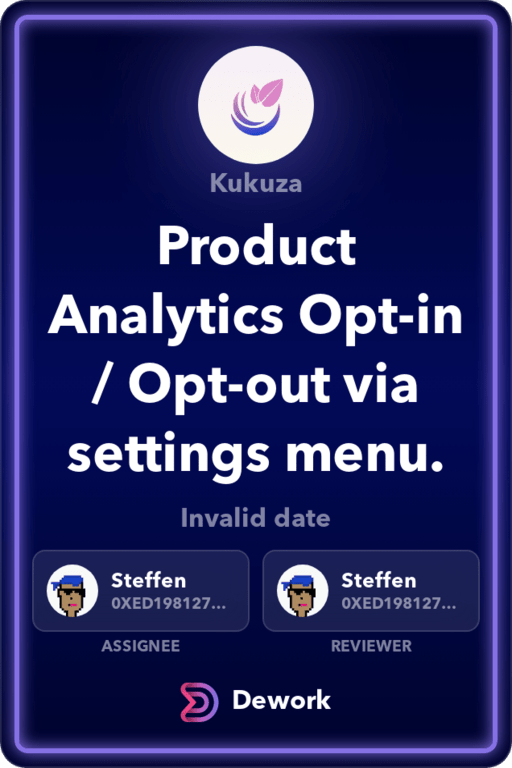 Kukuza
Product
Analytics Opt-in
/ Opt-out via
settings menu.
Invalid date
Steffen
0XED198127...
ASSIGNEE
Steffen
0XED198127...
REVIEWER
Dework